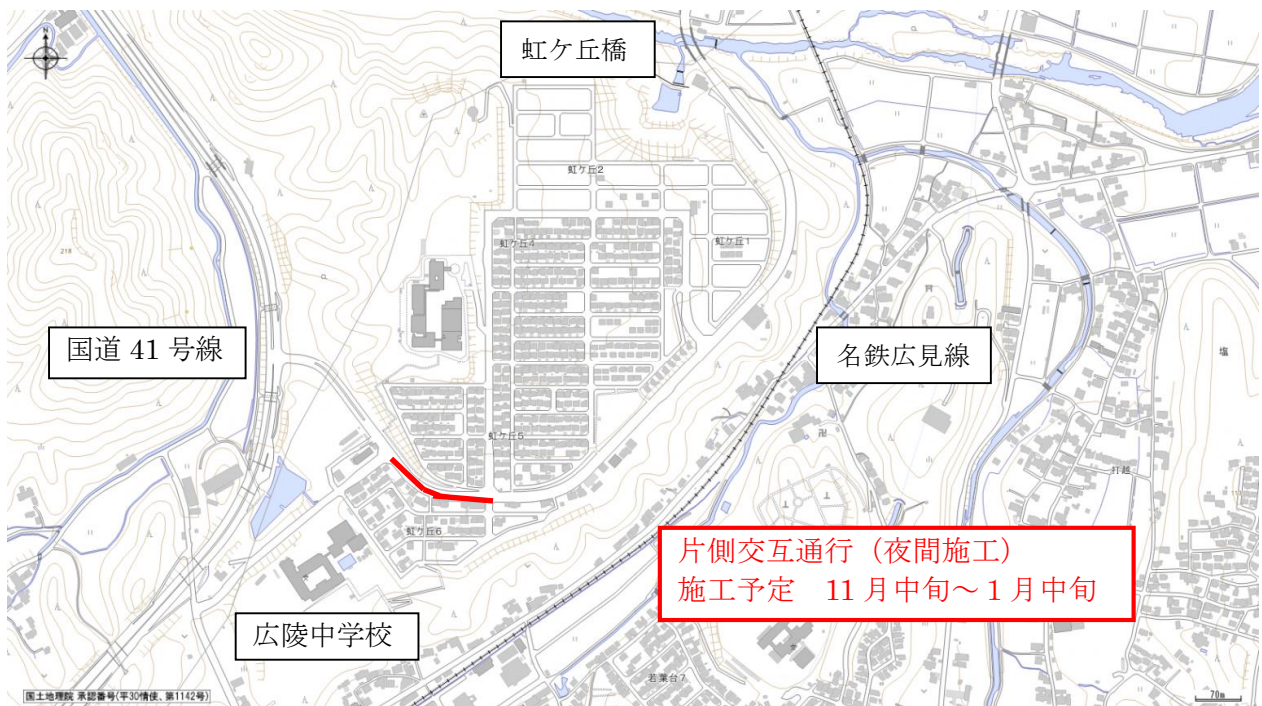 N
虹ケ丘橋
虹ケ丘2
虹ケ丘4
虹ケ丘1
218
国道 41 号線
名鉄広見線
塩
虹ケ丘5
打越
虹ケ丘6
片側交互通行（夜間施工）
施工予定　11 月中旬～1 月中旬
広陵中学校
若葉台7
国土地理院 承認番号(平30情使、第1142号)
70m